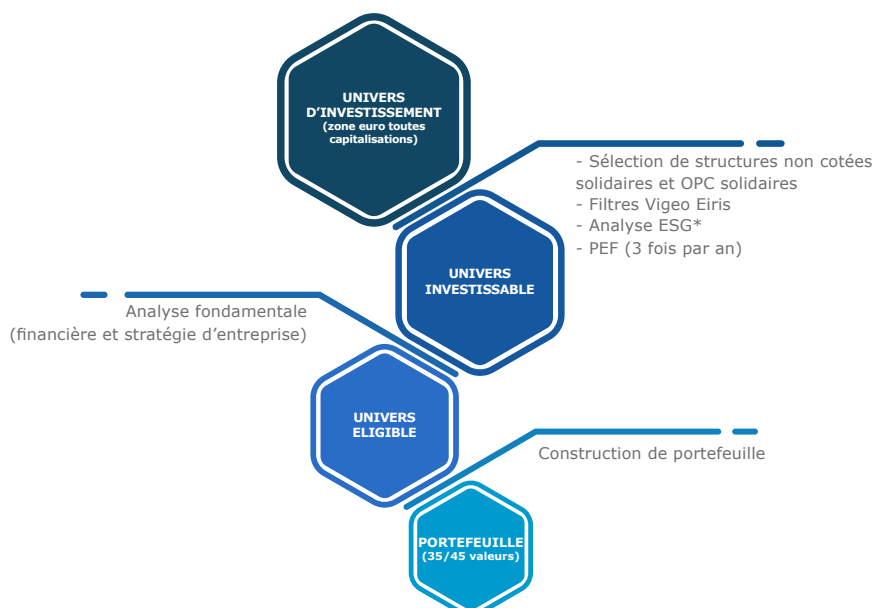 UNIVERS
D'INVESTISSEMENT
(zone euro toutes
capitalisations)
- Sélection de structures non cotées
solidaires et OPC solidaires
- Filtres Vigeo Eiris
- Analyse ESG*
- PEF (3 fois par an)
UNIVERS
INVESTISSABLE
Analyse fondamentale
(financière et stratégie d'entreprise)
UNIVERS
ELIGIBLE
Construction de portefeuille
PORTEFEUILLE
(35/45 valeurs)